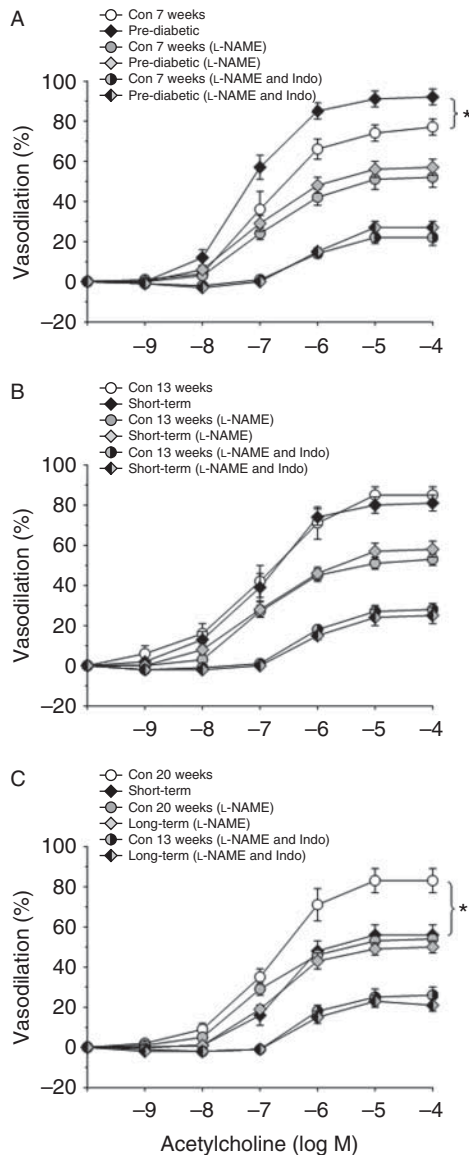 A
Con 7 weeks
Pre-diabetic
Con 7 weeks (L-NAME)
Pre-diabetic (L-NAME)
Con 7 weeks (L-NAME and Indo)
Pre-diabetic (L-NAME and Indo)
Vasodilation (%)
100
80
60
40
20
0
–20
*
–9
–8
–7
–6
–5
–4
B
Con 13 weeks
Short-term
Con 13 weeks (L-NAME)
Short-term (L-NAME)
Con 13 weeks (L-NAME and Indo)
Short-term (L-NAME and Indo)
Vasodilation (%)
100
80
60
40
20
0
–20
–9
–8
–7
–6
–5
–4
C
Con 20 weeks
Short-term
Con 20 weeks (L-NAME)
Long-term (L-NAME)
Con 13 weeks (L-NAME and Indo)
Long-term (L-NAME and Indo)
Vasodilation (%)
100
80
60
40
20
0
–20
*
–9
–8
–7
–6
–5
–4
Acetylcholine (log M)